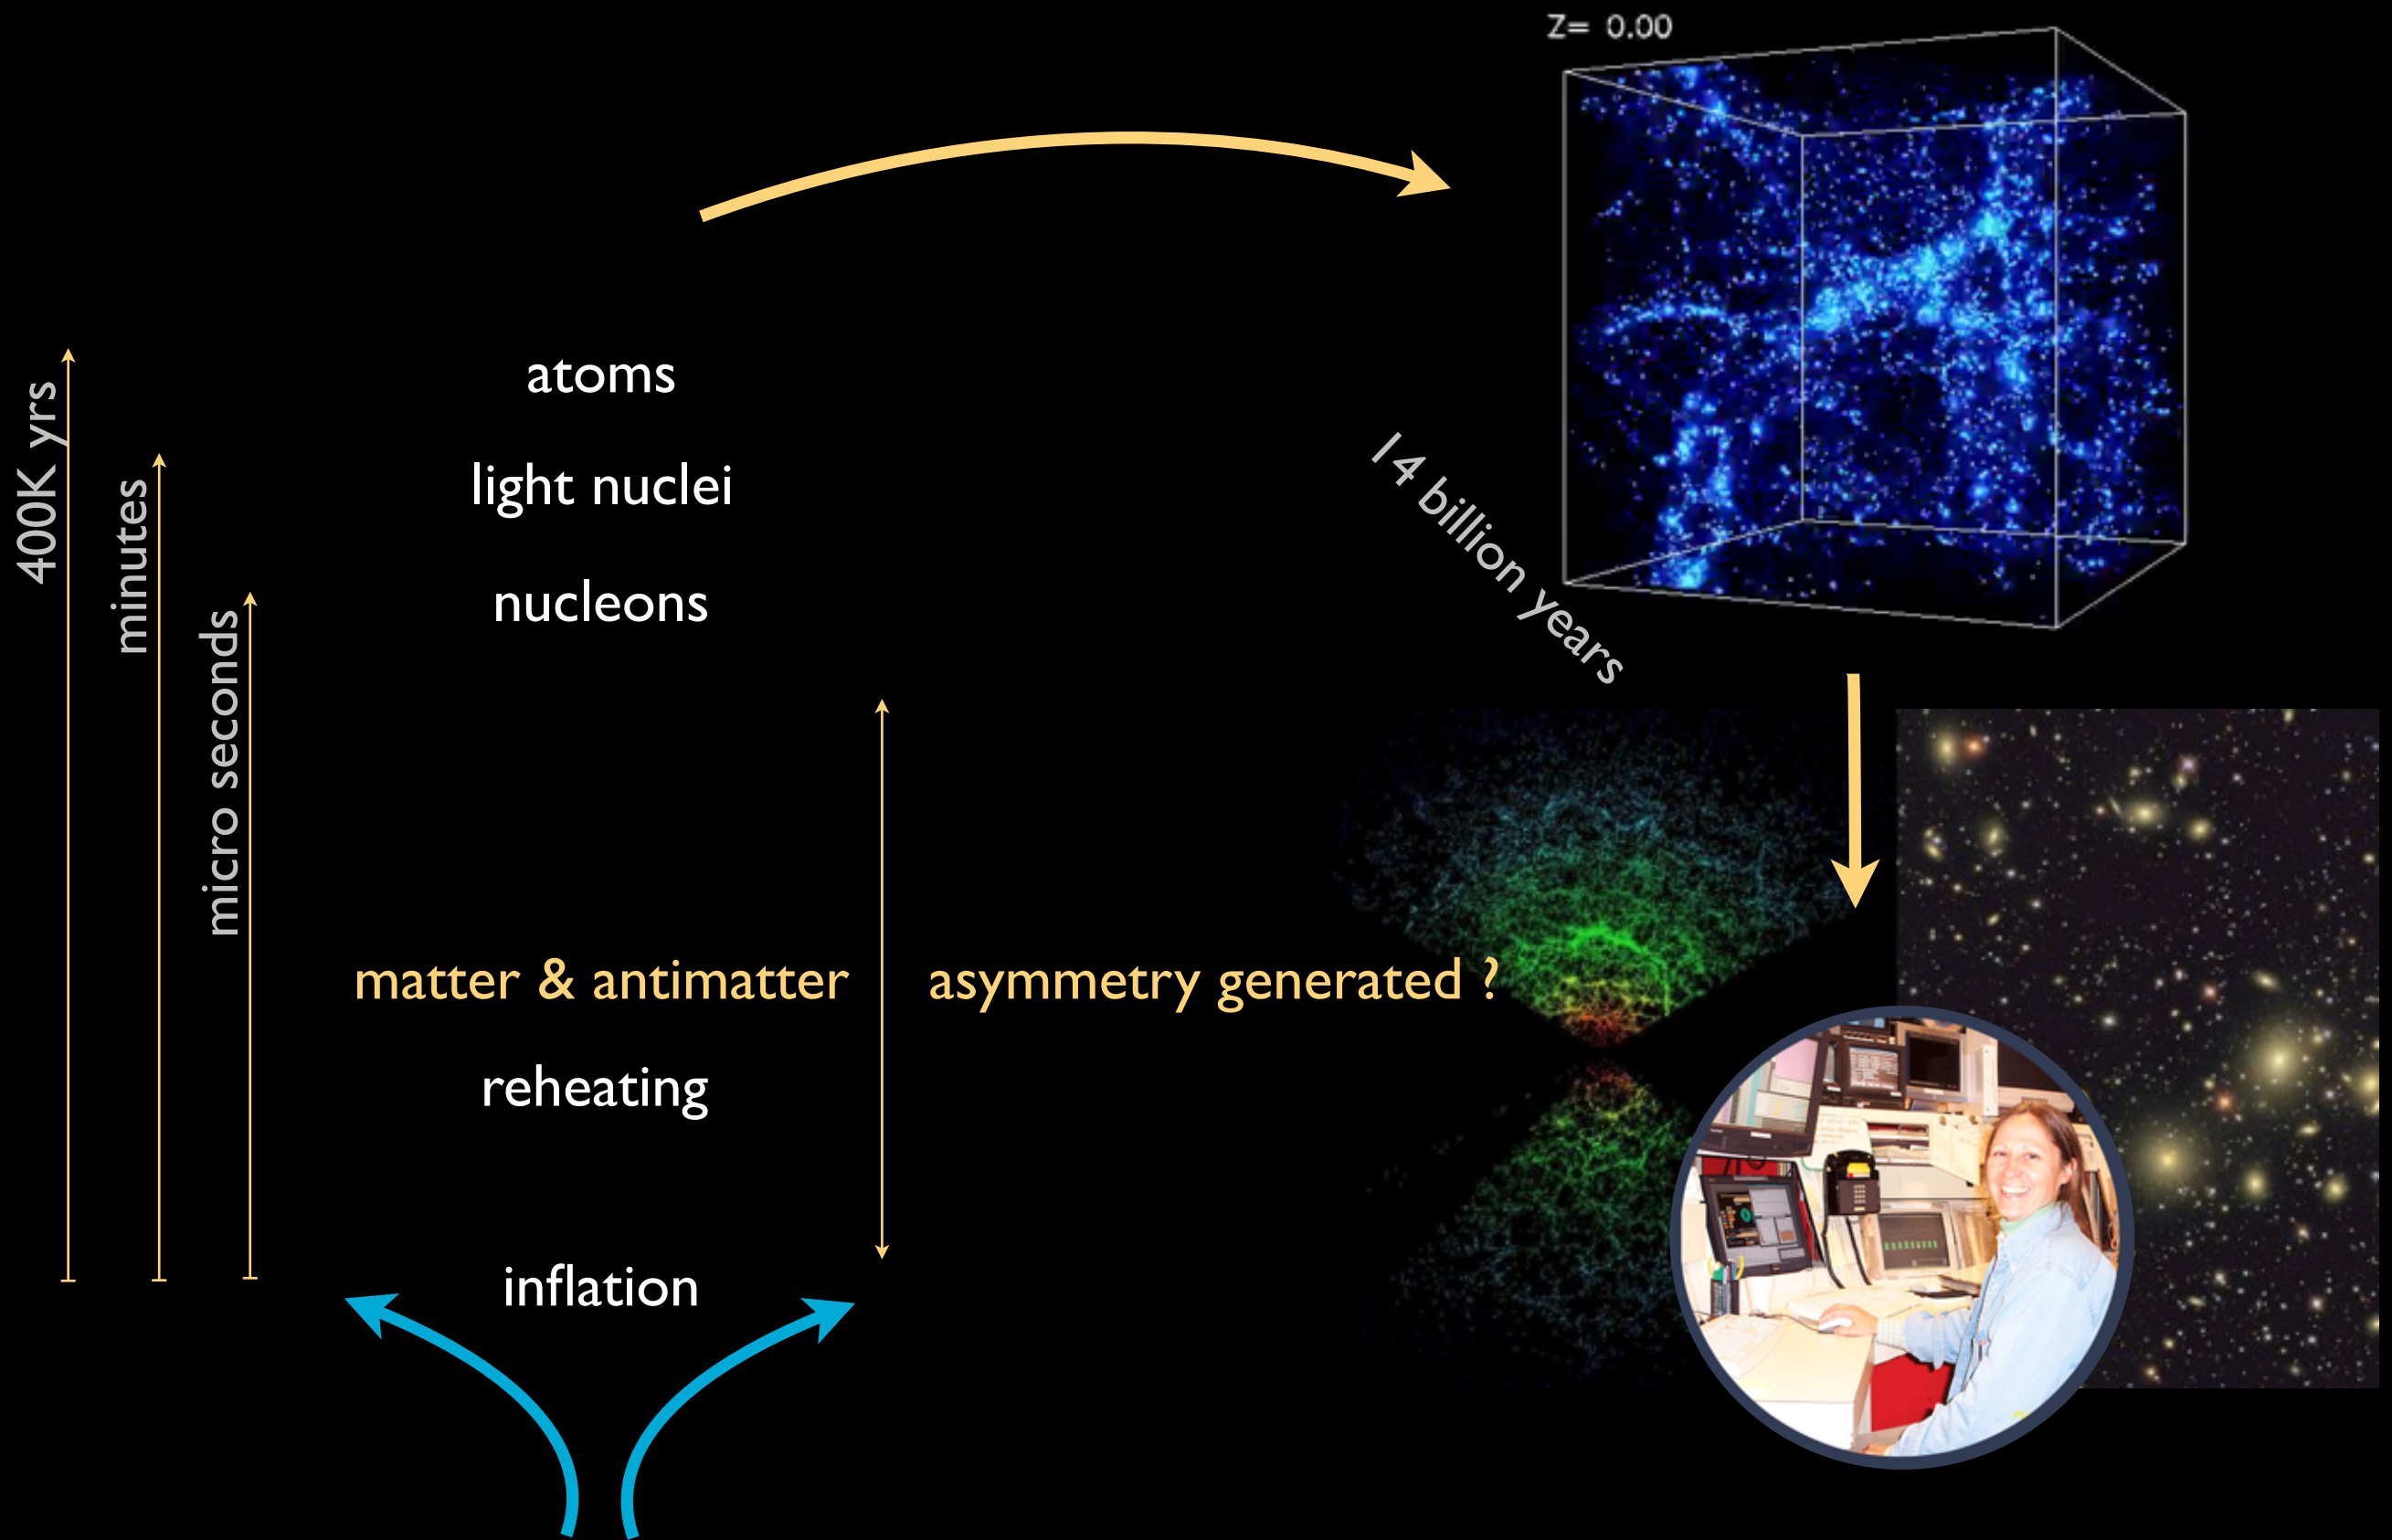 Z= 0.00
atoms
light nuclei
nucleons
400K yrs
minutes
micro seconds
14 billion years
matter & antimatter
asymmetry generated ?
reheating
inflation